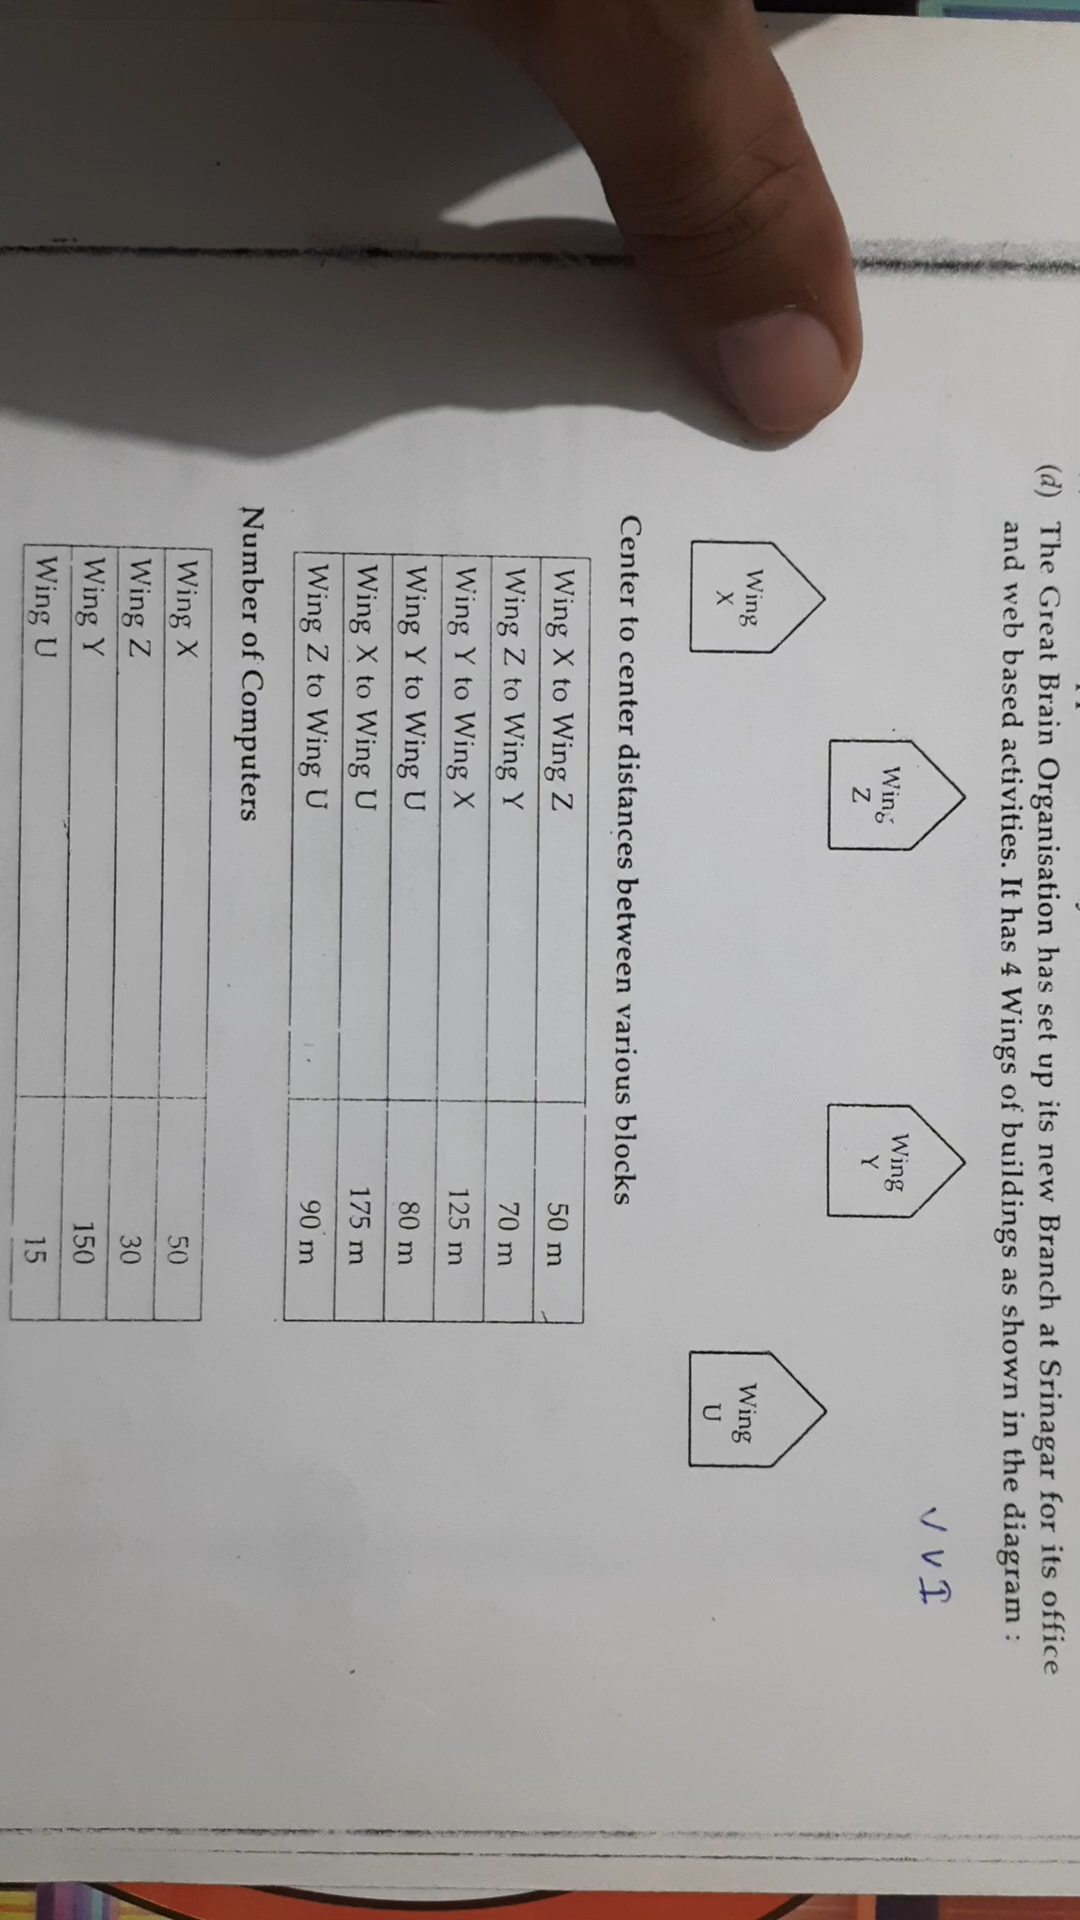 (d) The Great Brain Organisation has set up its new Branch at Srinagar for its office
and web based activities. It has 4 Wings of buildings as shown in the diagram :
V V I
Wing
Z
Wing
Y
Wing
X
Wing
U
Center to center distances between various blocks
Wing X to Wing Z 50 m
Wing Z to Wing Y 70 m
Wing Y to Wing X 125 m
Wing Y to Wing U 80 m
Wing X to Wing U 175 m
Wing Z to Wing U 90 m
Number of Computers
Wing X 50
Wing Z 30
Wing Y 150
Wing U 15